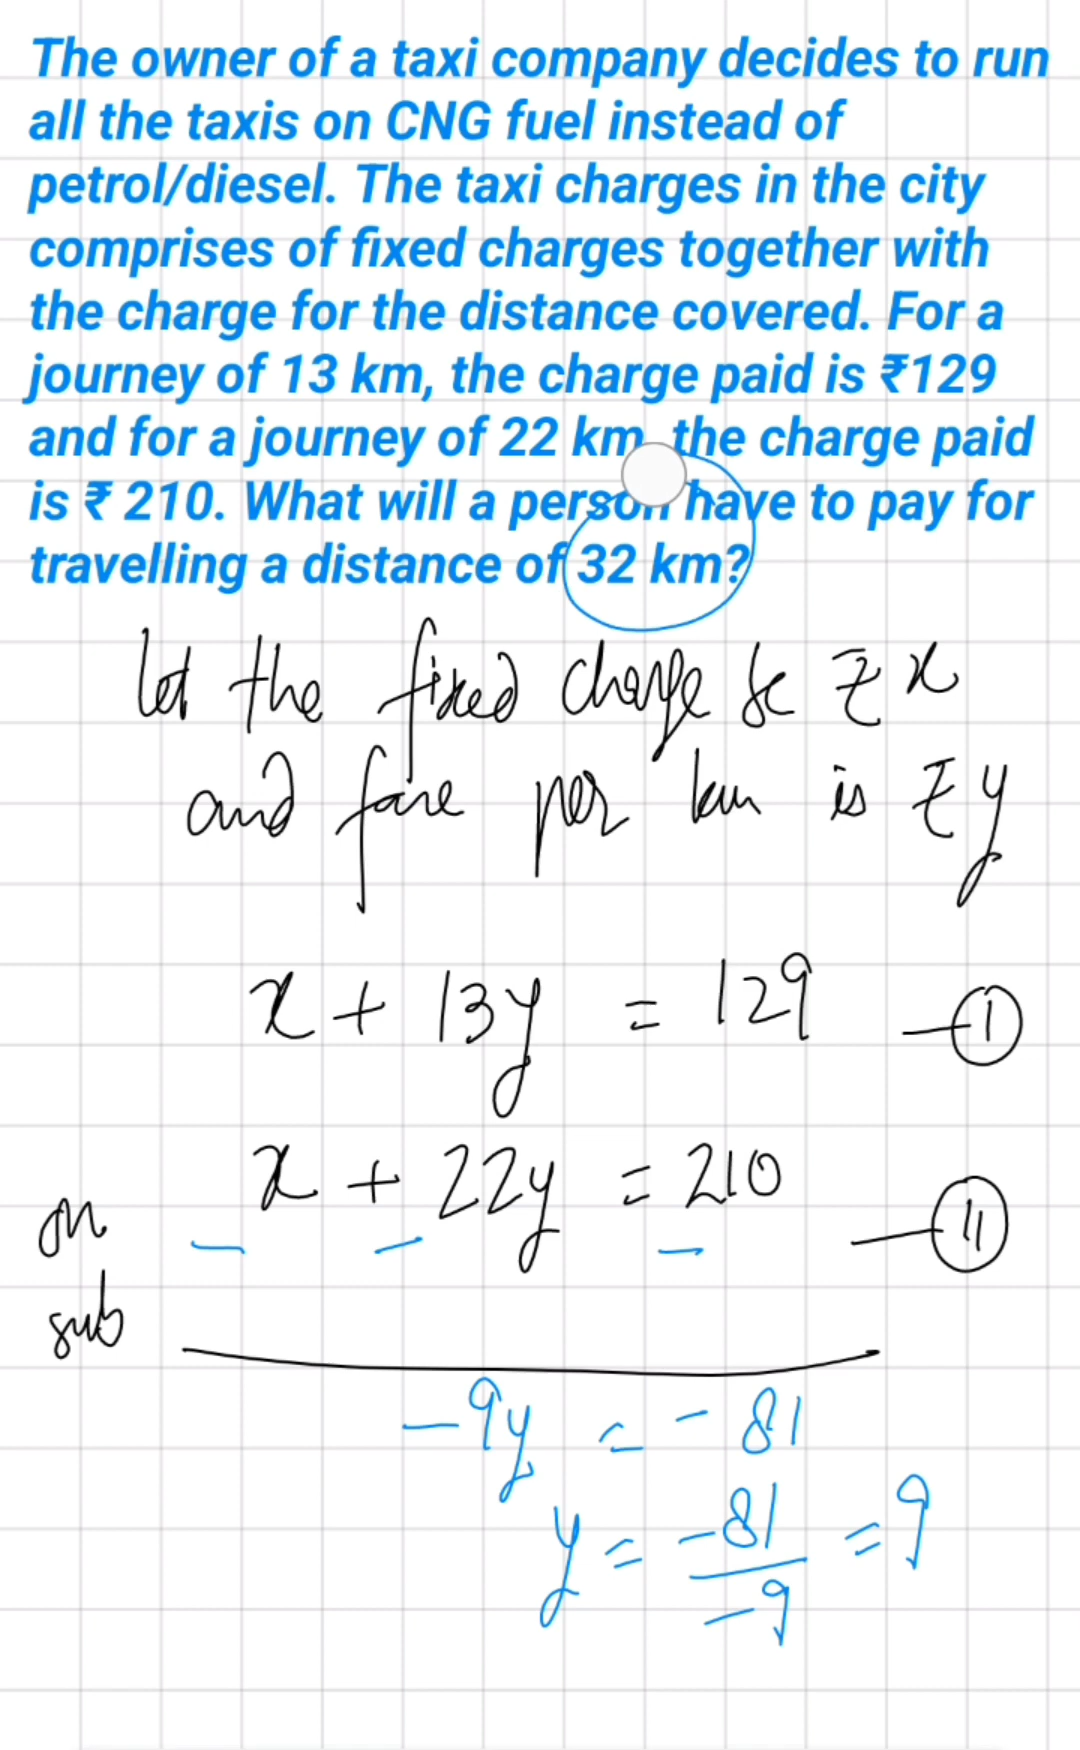 The owner of a taxi company decides to run
all the taxis on CNG fuel instead of
petrol/diesel. The taxi charges in the city
comprises of fixed charges together with
the charge for the distance covered. For a
journey of 13 km, the charge paid is ₹129
and for a journey of 22 km, the charge paid
is ₹ 210. What will a person have to pay for
travelling a distance of 32 km?
let the fixed charge be ₹ x
and fare per km is ₹ y
x + 13y = 129 — (I)
x + 22y = 210 — (II)
on
sub
− − −
−9y = −81
y = −81/−9 = 9